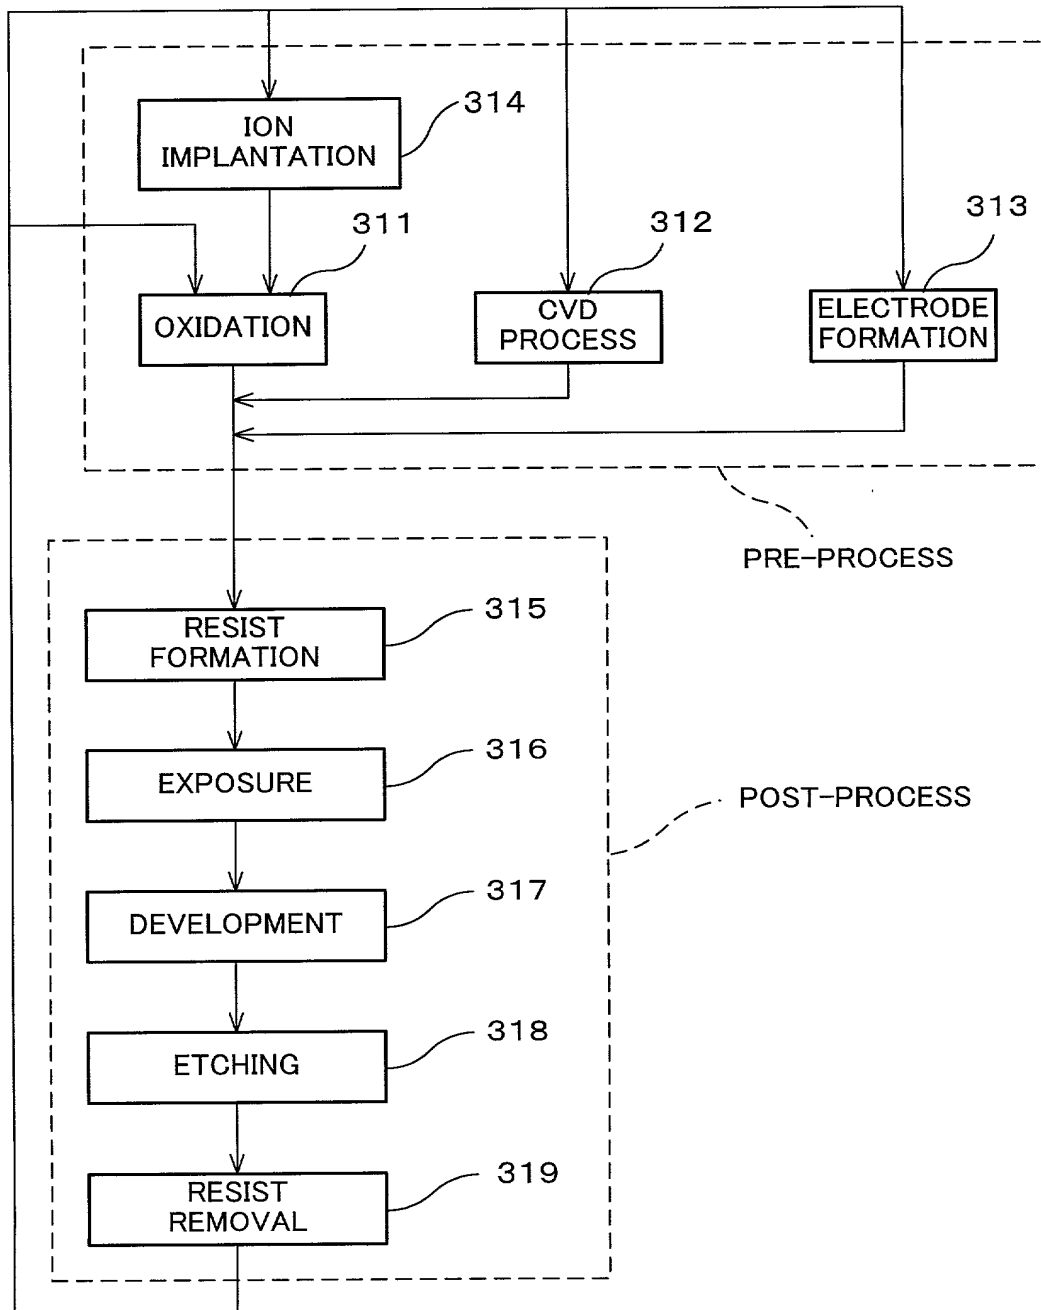 314
ION
IMPLANTATION
311
312
313
OXIDATION
CVD
PROCESS
ELECTRODE
FORMATION
PRE-PROCESS
315
RESIST
FORMATION
316
EXPOSURE
POST-PROCESS
317
DEVELOPMENT
318
ETCHING
319
RESIST
REMOVAL